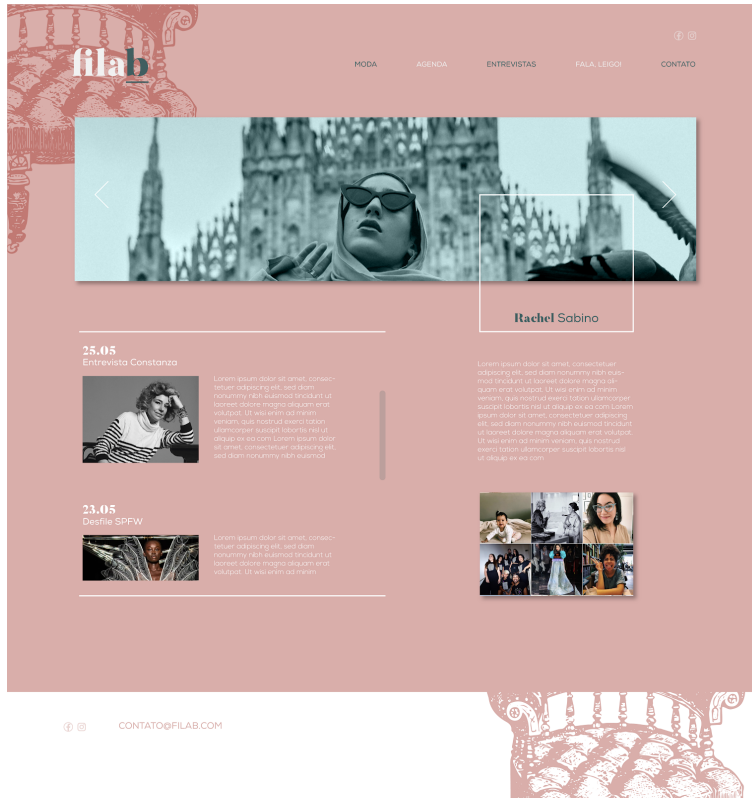 filab
MODA AGENDA ENTREVISTAS FALA, LEIGO! CONTATO
Rachel Sabino
25.05
Entrevista Constanza
Lorem ipsum dolor sit amet, consec-
tetuer adipiscing elit, sed diam
nonummy nibh euismod tincidunt ut
laoreet dolore magna aliquam erat
volutpat. Ut wisi enim ad minim
veniam, quis nostrud exerci tation
ullamcorper suscipit lobortis nisl ut
aliquip ex ea com Lorem ipsum dolor
sit amet, consectetuer adipiscing elit,
sed diam nonummy nibh euismod
23.05
Desfile SPFW
Lorem ipsum dolor sit amet, consec-
tetuer adipiscing elit, sed diam
nonummy nibh euismod tincidunt ut
laoreet dolore magna aliquam erat
volutpat. Ut wisi enim ad minim
Lorem ipsum dolor sit amet, consectetuer
adipiscing elit, sed diam nonummy nibh euis-
mod tincidunt ut laoreet dolore magna ali-
quam erat volutpat. Ut wisi enim ad minim
veniam, quis nostrud exerci tation ullamcorper
suscipit lobortis nisl ut aliquip ex ea com Lorem
ipsum dolor sit amet, consectetuer adipiscing
elit, sed diam nonummy nibh euismod tincidunt
ut laoreet dolore magna aliquam erat volutpat.
Ut wisi enim ad minim veniam, quis nostrud
exerci tation ullamcorper suscipit lobortis nisl
ut aliquip ex ea com
CONTATO@FILAB.COM